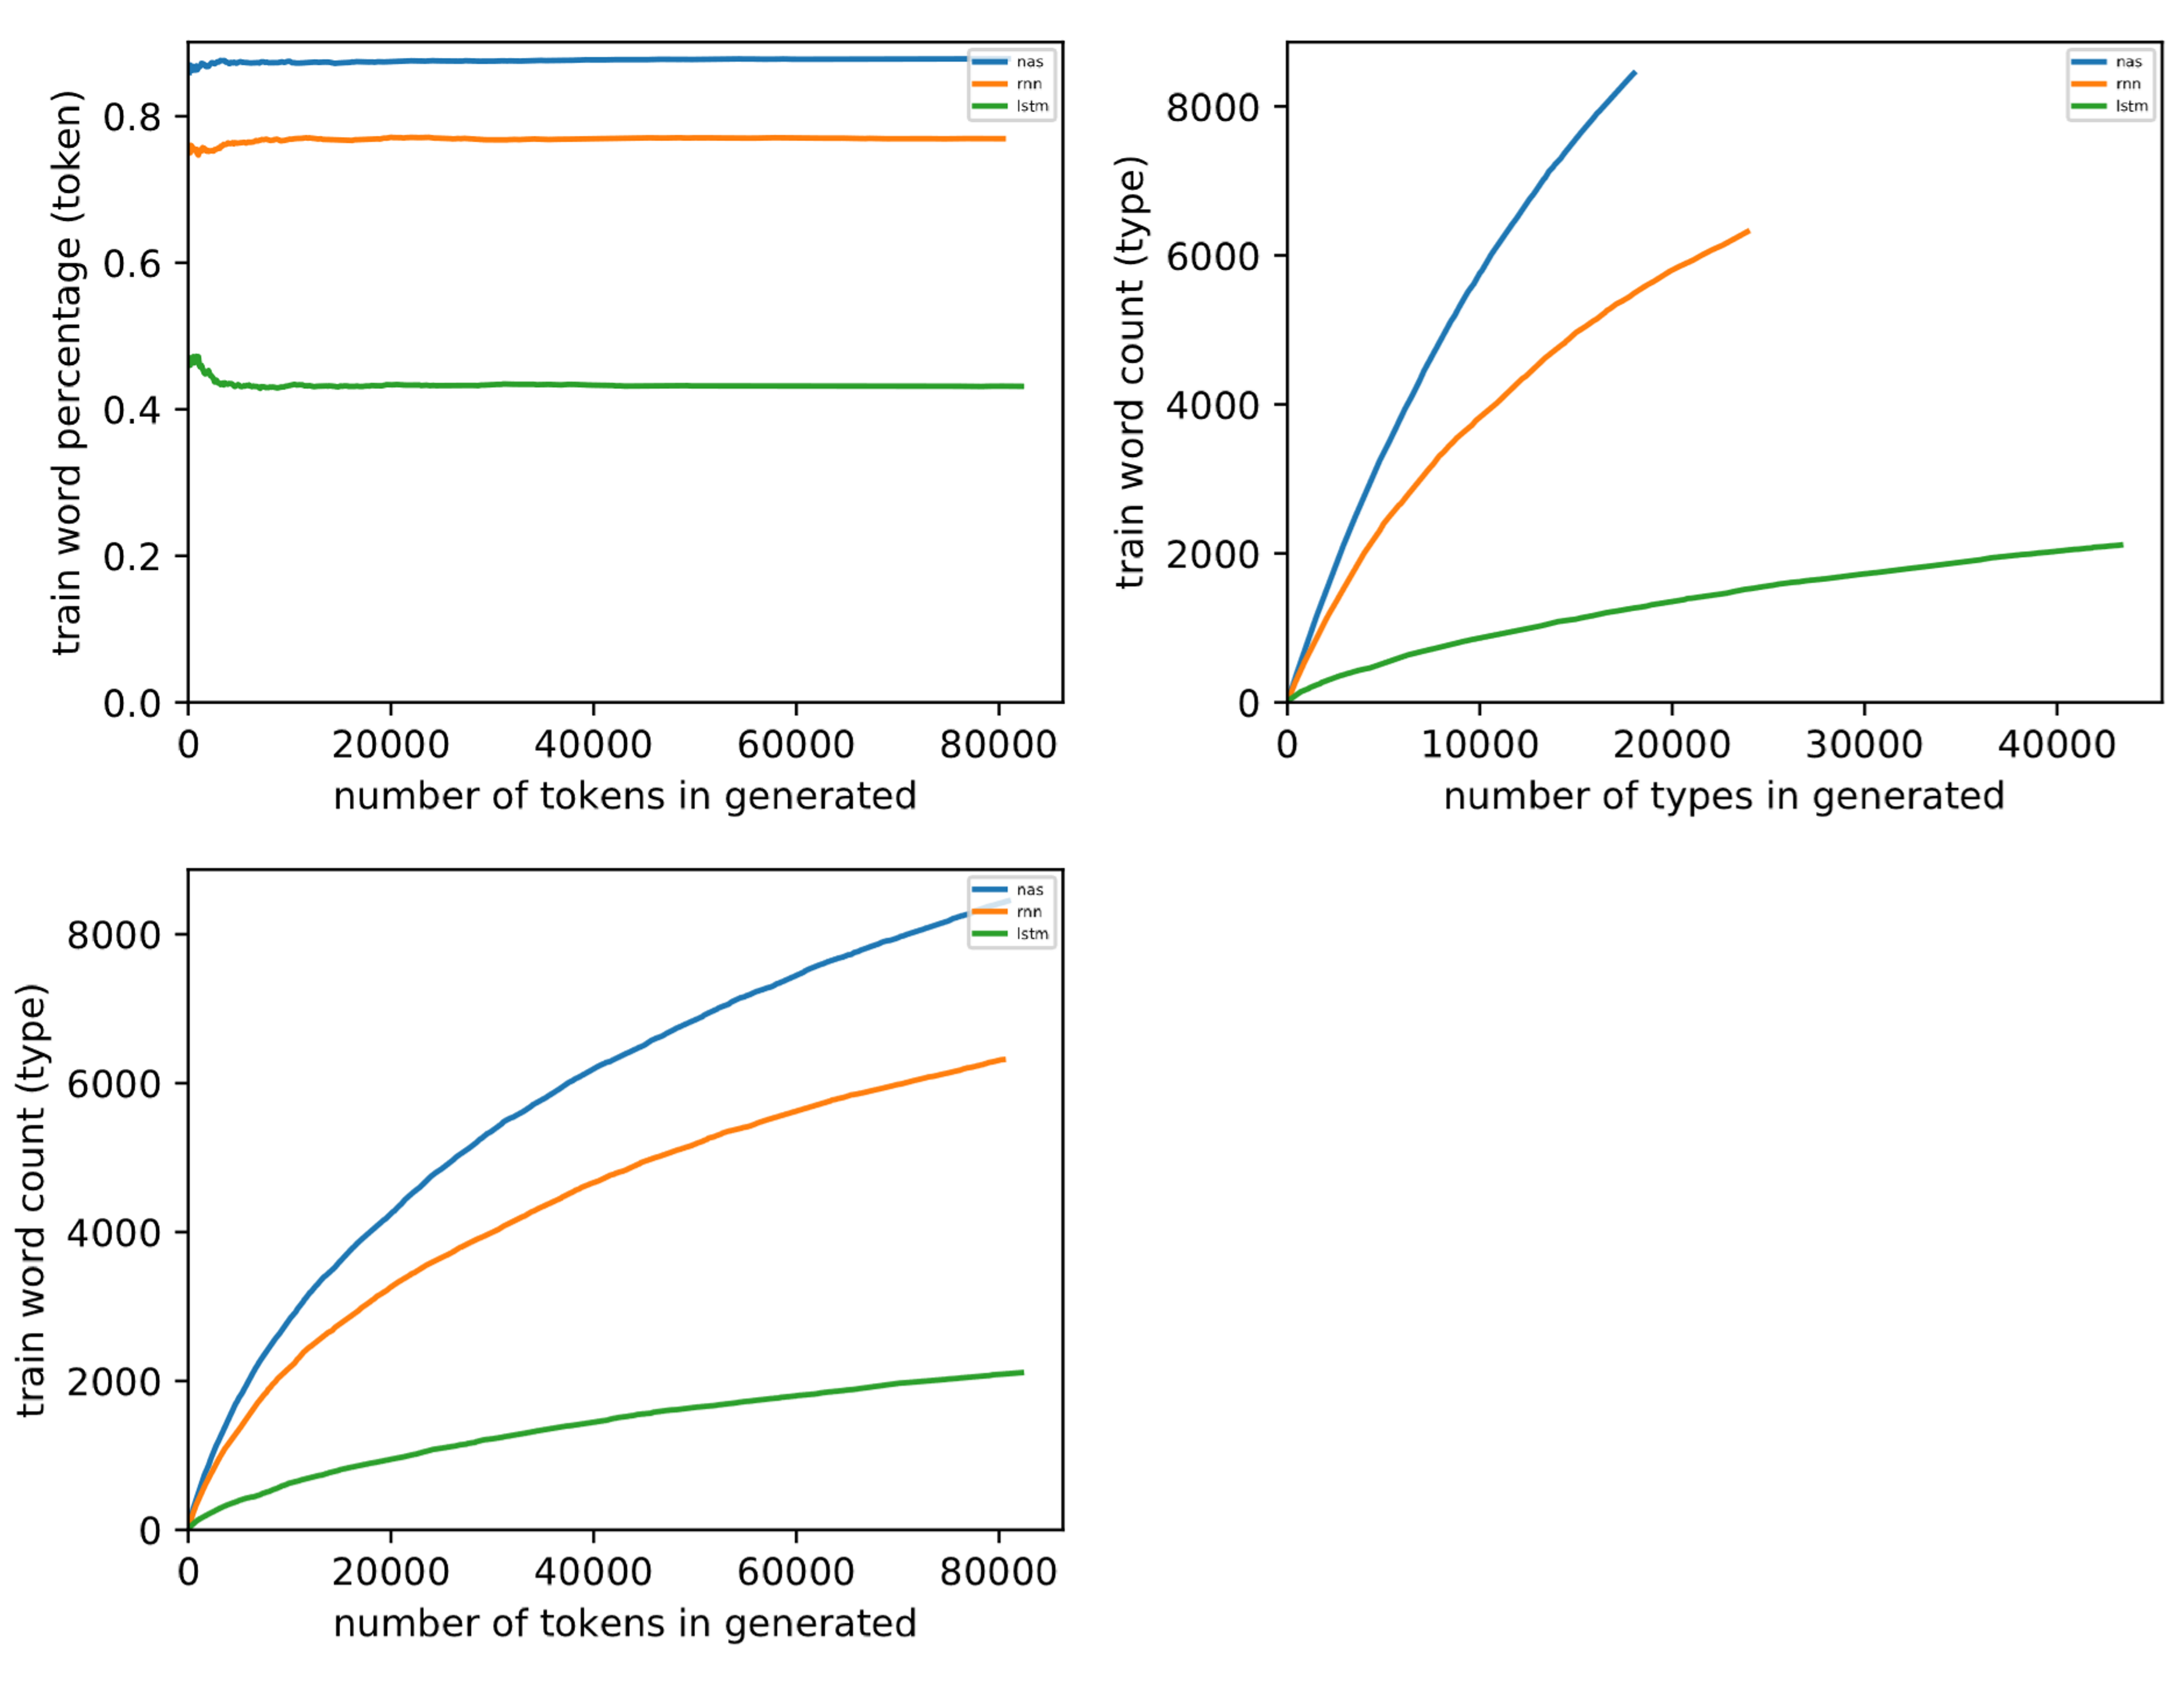 train word percentage (token)
0.8
0.6
0.4
0.2
0.0
0 20000 40000 60000 80000
number of tokens in generated
nas
rnn
lstm
train word count (type)
8000
6000
4000
2000
0
0 10000 20000 30000 40000
number of types in generated
nas
rnn
lstm
train word count (type)
8000
6000
4000
2000
0
0 20000 40000 60000 80000
number of tokens in generated
nas
rnn
lstm